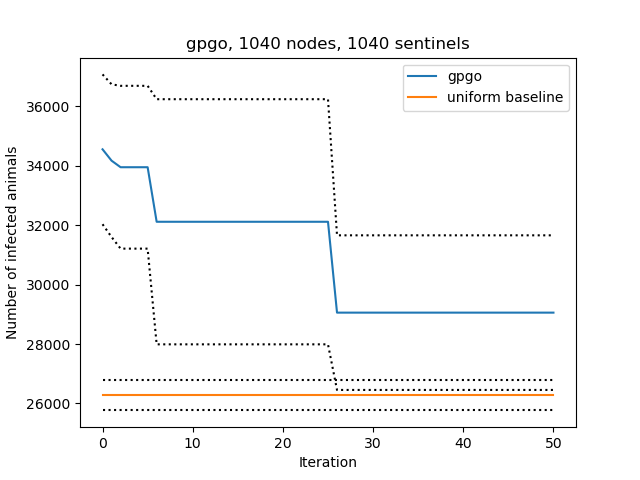 gpgo, 1040 nodes, 1040 sentinels
gpgo
uniform baseline
Number of infected animals
36000
34000
32000
30000
28000
26000
0 10 20 30 40 50
Iteration